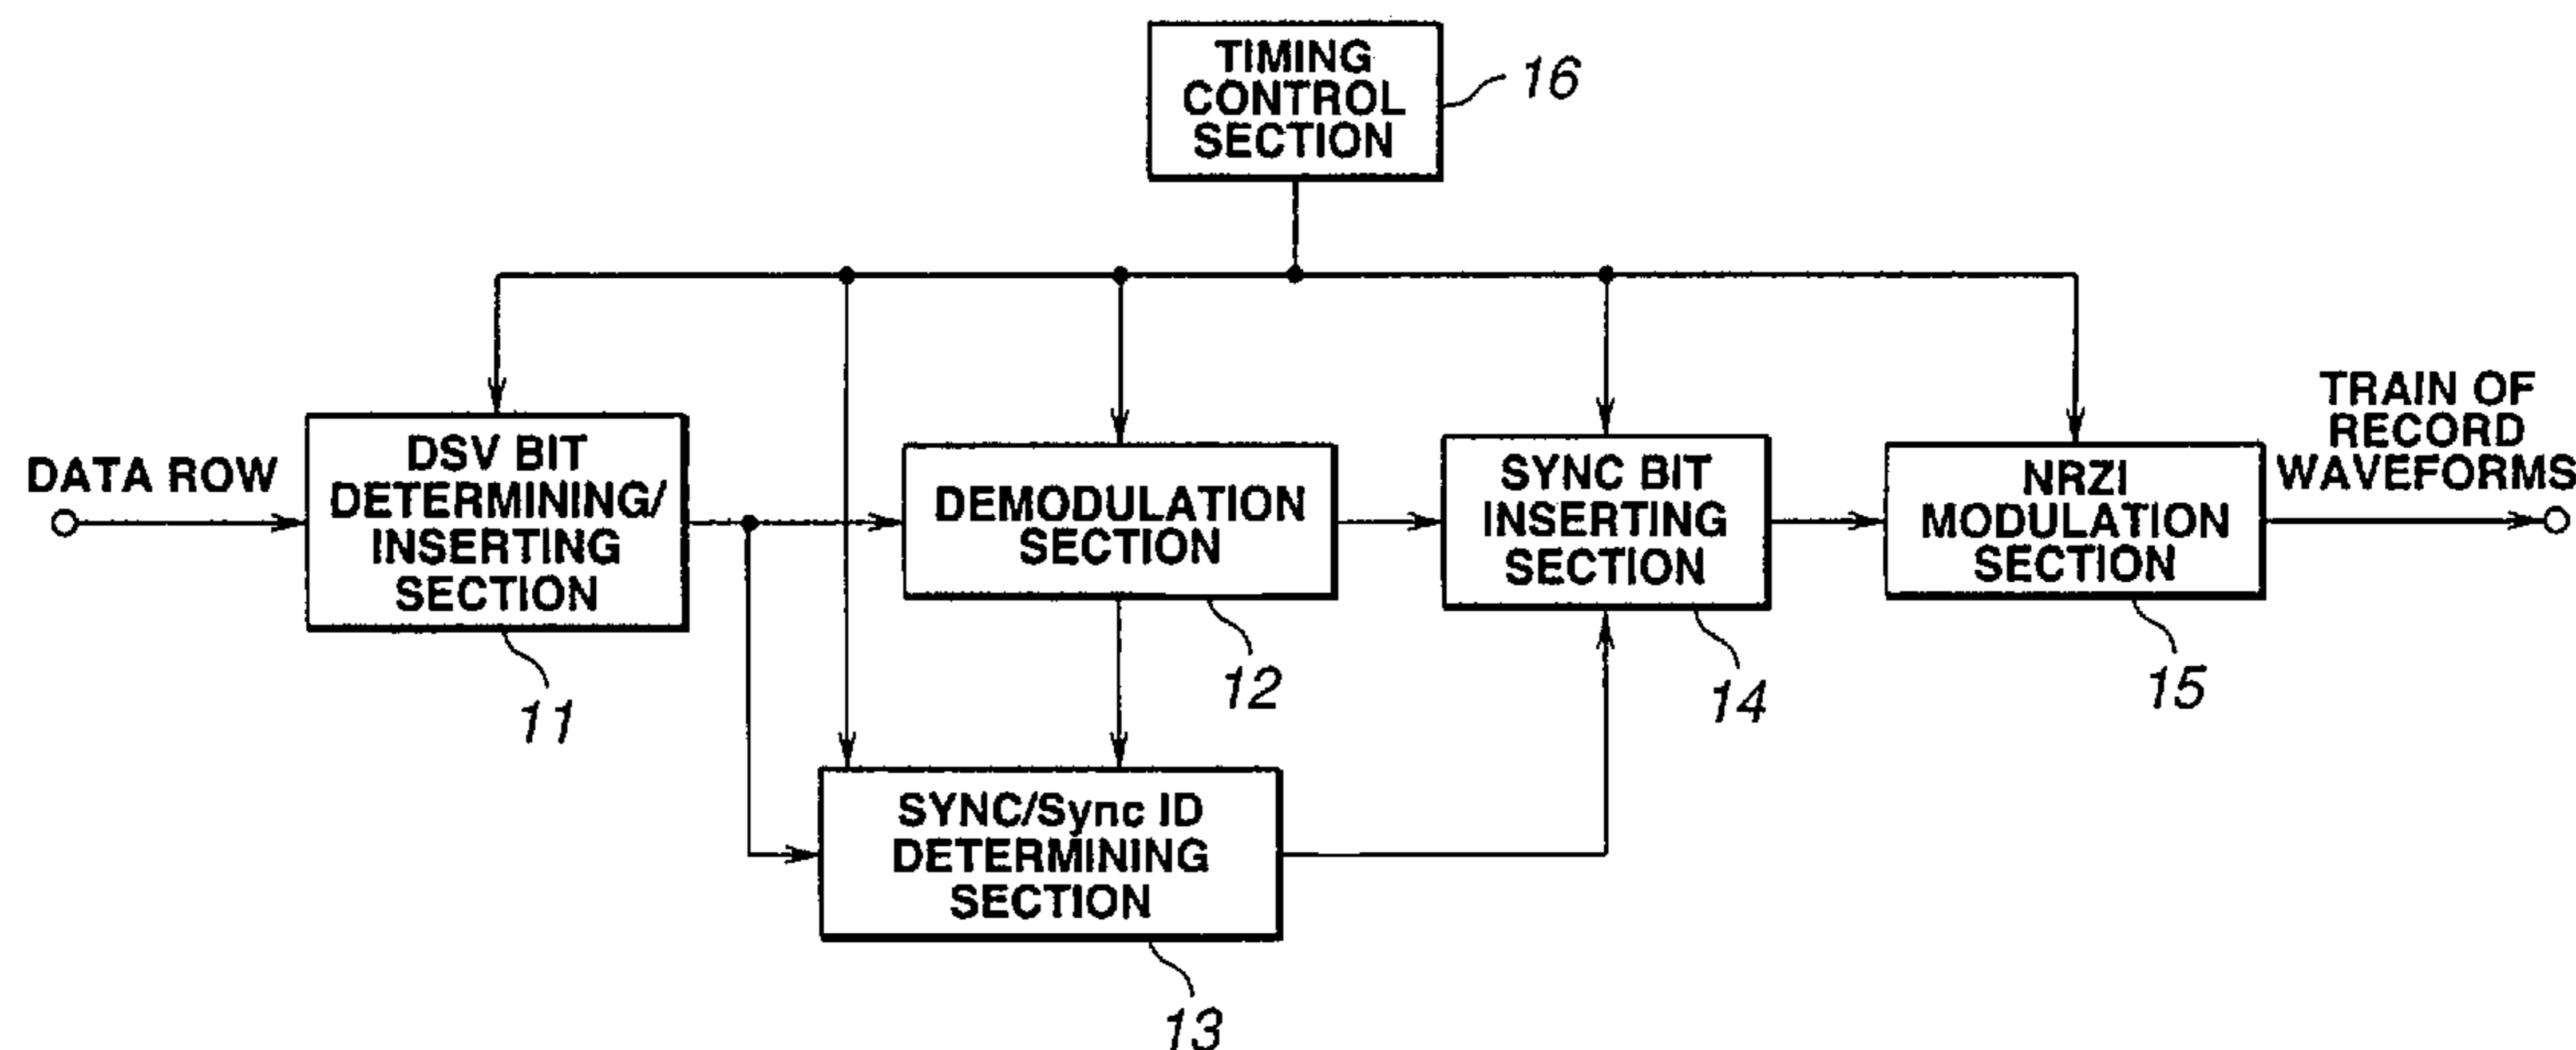 TIMING
CONTROL
SECTION
16
DATA ROW
DSV BIT
DETERMINING/
INSERTING
SECTION
11
DEMODULATION
SECTION
12
SYNC BIT
INSERTING
SECTION
14
NRZI
MODULATION
SECTION
15
TRAIN OF
RECORD
WAVEFORMS
SYNC/Sync ID
DETERMINING
SECTION
13